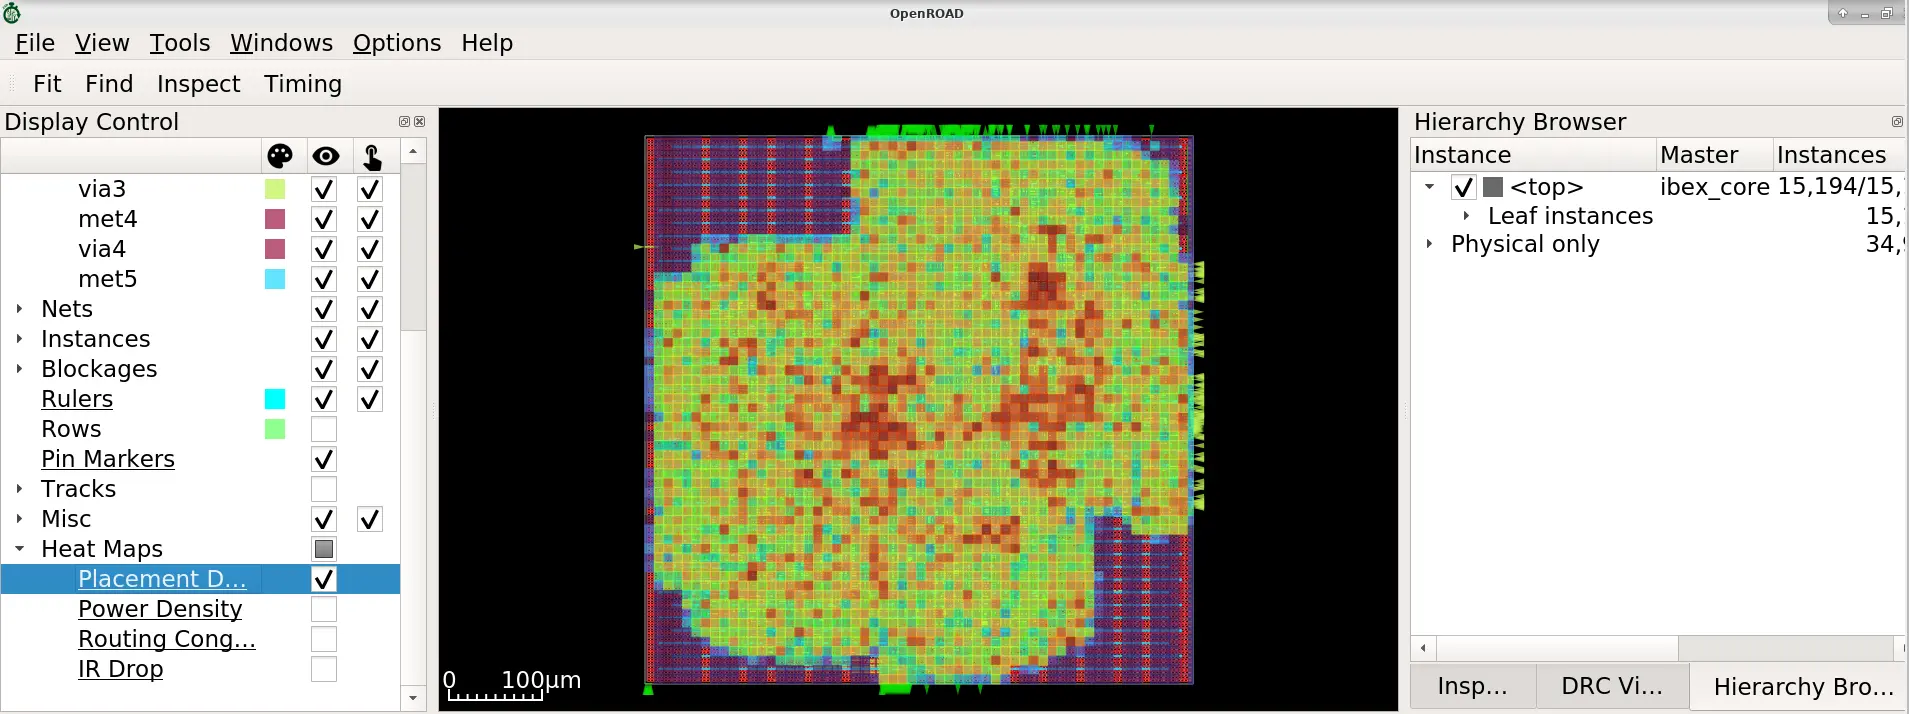 OpenROAD
File View Tools Windows Options Help
Fit Find Inspect Timing
Display Control
via3
met4
via4
met5
Nets
Instances
Blockages
Rulers
Rows
Pin Markers
Tracks
Misc
Heat Maps
Placement D...
Power Density
Routing Cong...
IR Drop
0 100µm
Hierarchy Browser
Instance Master Instances
<top> ibex_core 15,194/15,
Leaf instances 15,
Physical only 34,
Insp... DRC Vi... Hierarchy Bro...